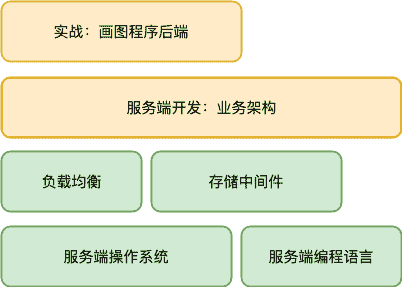 实战：画图程序后端
服务端开发：业务架构
负载均衡
存储中间件
服务端操作系统
服务端编程语言